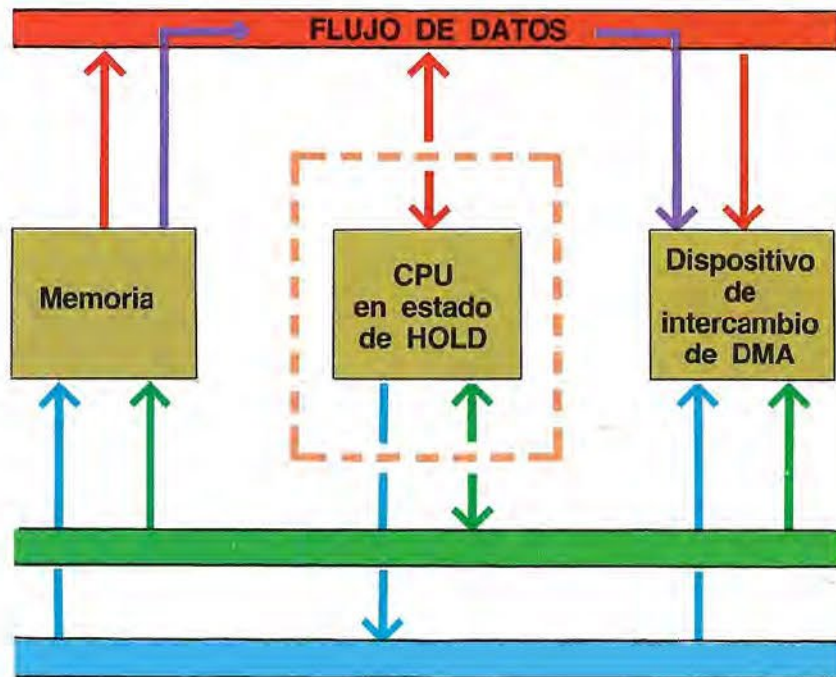 FLUJO DE DATOS
Memoria
CPU
en estado
de HOLD
Dispositivo
de
intercambio
de DMA